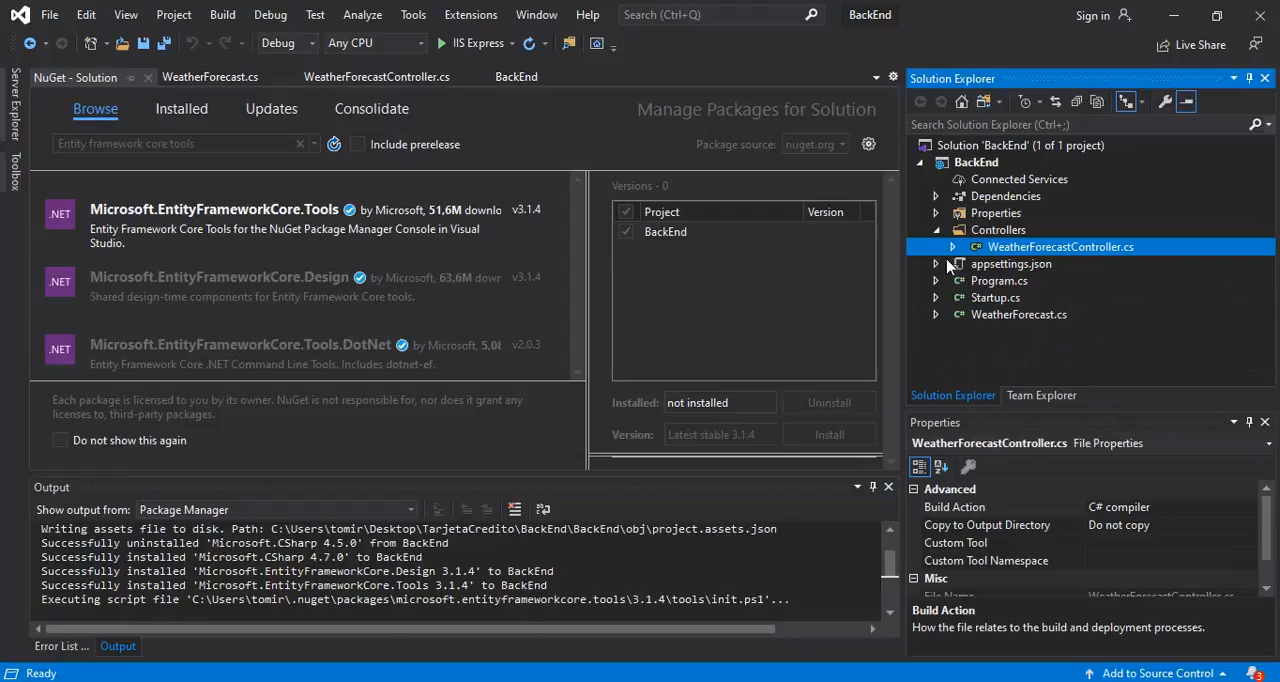 File Edit View Project Build Debug Test Analyze Tools Extensions Window Help Search (Ctrl+Q) BackEnd Sign in
Debug Any CPU IIS Express Live Share
Server Explorer
Toolbox
NuGet - Solution WeatherForecast.cs WeatherForecastController.cs BackEnd
Browse Installed Updates Consolidate Manage Packages for Solution
Entity framework core tools Include prerelease Package source: nuget.org
.NET Microsoft.EntityFrameworkCore.Tools by Microsoft, 51,6M downlo v3.1.4
Entity Framework Core Tools for the NuGet Package Manager Console in Visual
Studio.
.NET Microsoft.EntityFrameworkCore.Design by Microsoft, 63,6M down v3.1.4
Shared design-time components for Entity Framework Core tools.
.NET Microsoft.EntityFrameworkCore.Tools.DotNet by Microsoft, 5,08 v2.0.3
Entity Framework Core .NET Command Line Tools. Includes dotnet-ef.
Each package is licensed to you by its owner. NuGet is not responsible, nor does it grant any
licenses to, third-party packages.
Do not show this again
Versions - 0
Project Version
BackEnd
Installed: not installed Uninstall
Version: Latest stable 3.1.4 Install
Output
Show output from: Package Manager
Writing assets file to disk. Path: C:\Users\tomir\Desktop\TarjetaCredito\BackEnd\BackEnd\obj\project.assets.json
Successfully uninstalled 'Microsoft.CSharp 4.5.0' from BackEnd
Successfully installed 'Microsoft.CSharp 4.7.0' to BackEnd
Successfully installed 'Microsoft.EntityFrameworkCore.Design 3.1.4' to BackEnd
Successfully installed 'Microsoft.EntityFrameworkCore.Tools 3.1.4' to BackEnd
Executing script file 'C:\Users\tomir\.nuget\packages\microsoft.entityframeworkcore.tools\3.1.4\tools\init.ps1'...
Error List ... Output
Solution Explorer
Search Solution Explorer (Ctrl+;)
Solution 'BackEnd' (1 of 1 project)
BackEnd
Connected Services
Dependencies
Properties
Controllers
C# WeatherForecastController.cs
appsettings.json
C# Program.cs
C# Startup.cs
C# WeatherForecast.cs
Solution Explorer Team Explorer
Properties
WeatherForecastController.cs File Properties
Advanced
Build Action C# compiler
Copy to Output Directory Do not copy
Custom Tool
Custom Tool Namespace
Misc
File Name WeatherForecastController.cs
Build Action
How the file relates to the build and deployment processes.
Ready Add to Source Control 3